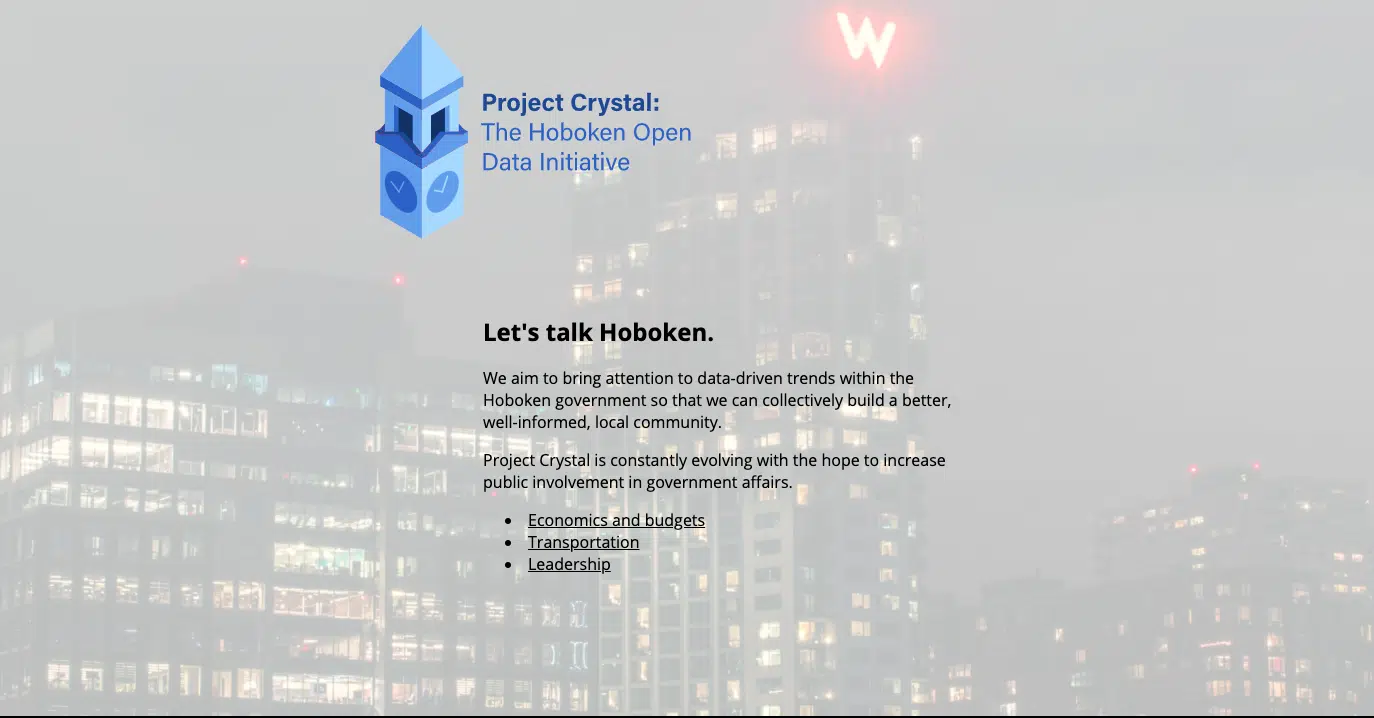 W
Project Crystal:
The Hoboken Open
Data Initiative
Let's talk Hoboken.
We aim to bring attention to data-driven trends within the
Hoboken government so that we can collectively build a better,
well-informed, local community.
Project Crystal is constantly evolving with the hope to increase
public involvement in government affairs.
Economics and budgets
Transportation
Leadership